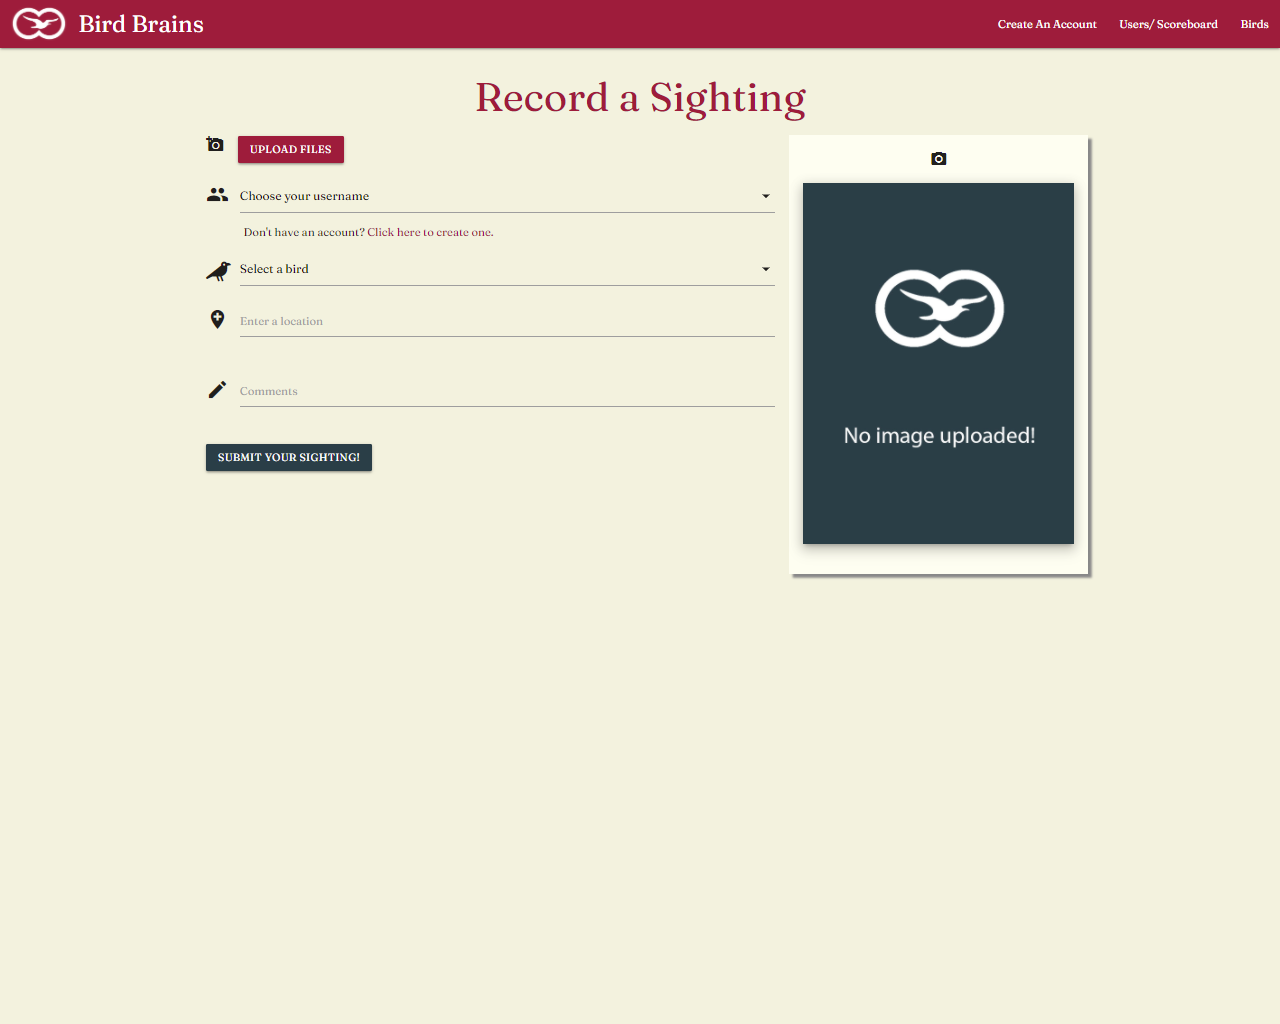 Bird Brains
Create An Account
Users/ Scoreboard
Birds
Record a Sighting
UPLOAD FILES
Choose your username
Don't have an account? Click here to create one.
Select a bird
Enter a location
Comments
SUBMIT YOUR SIGHTING!
No image uploaded!